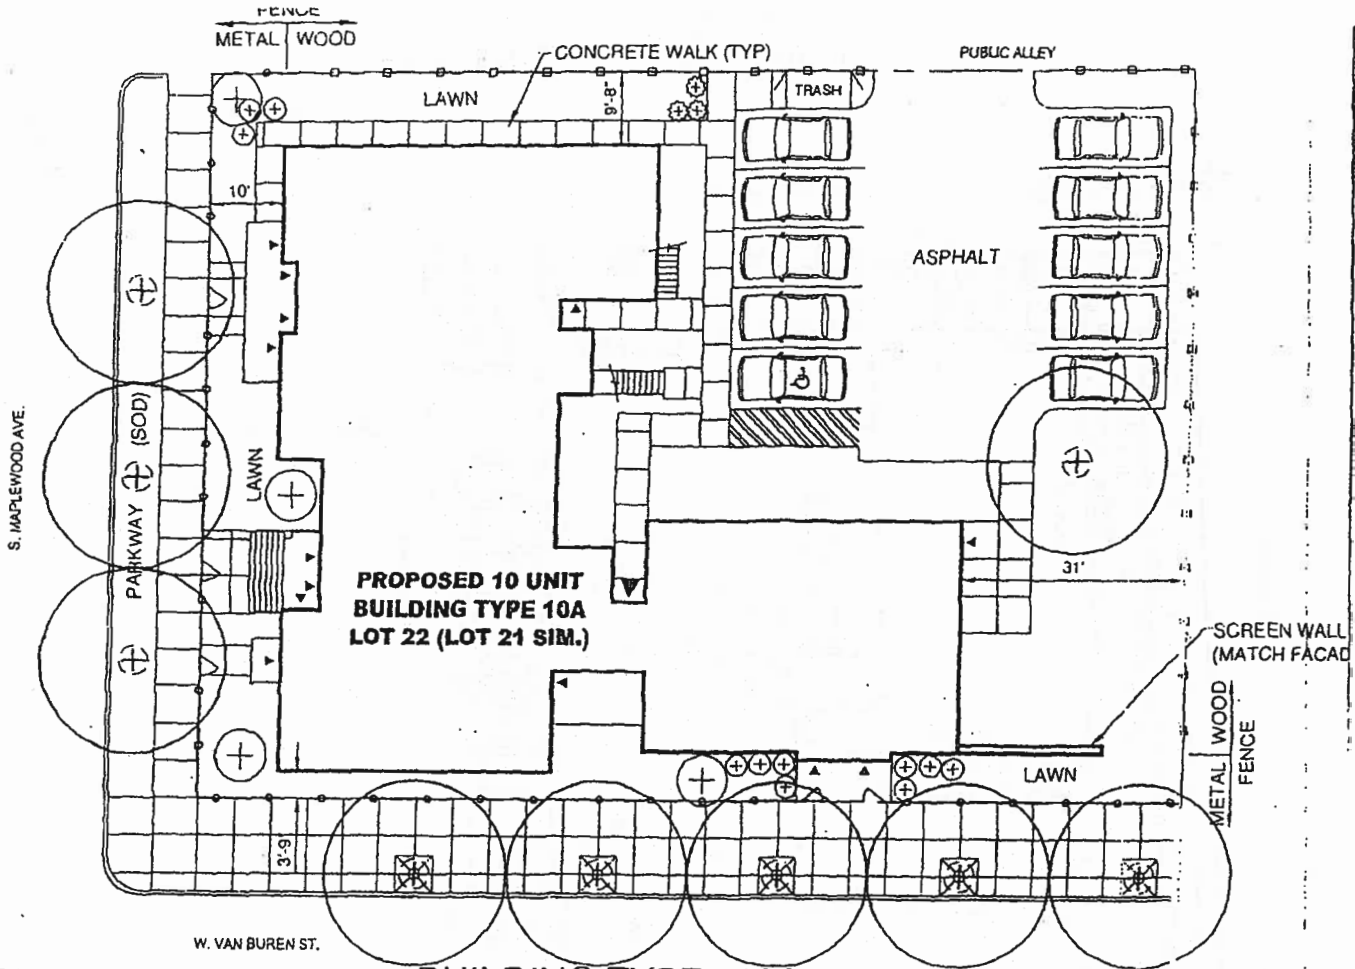 FENCE
METAL WOOD
CONCRETE WALK (TYP)
PUBLIC ALLEY
TRASH
LAWN
9'-8"
10'
ASPHALT
S. MAPLEWOOD AVE.
PARKWAY (SOD)
LAWN
PROPOSED 10 UNIT
BUILDING TYPE 10A
LOT 22 (LOT 21 SIM.)
31'
SCREEN WALL
(MATCH FACAD
METAL WOOD
FENCE
LAWN
3'-9
W. VAN BUREN ST.